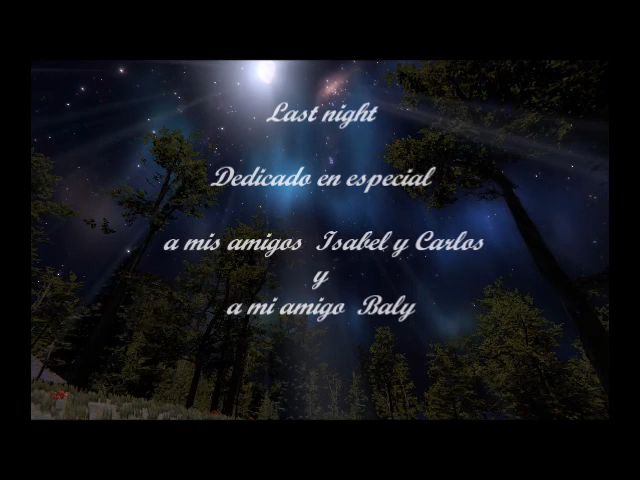 Last night
Dedicado en especial
a mis amigos Isabel y Carlos
y
a mi amigo Baly